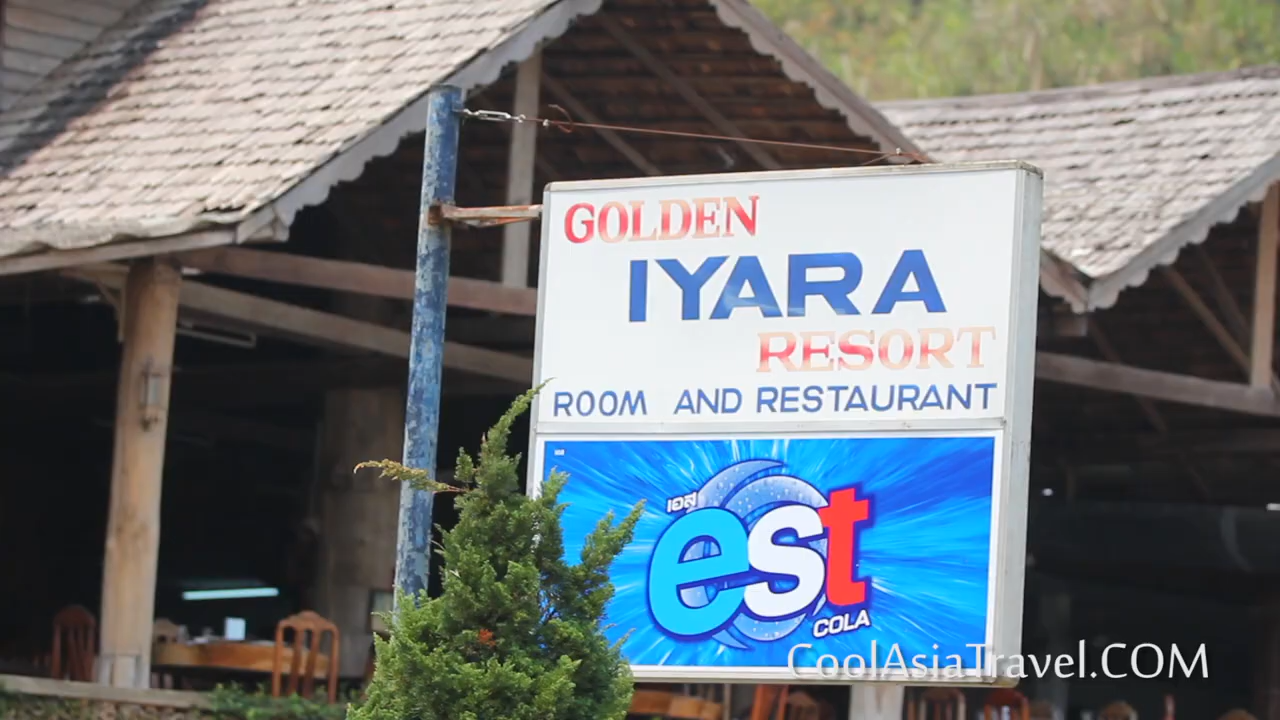 GOLDEN
IYARA
RESORT
ROOM AND RESTAURANT
เอส
est
COLA
CoolAsiaTravel.COM